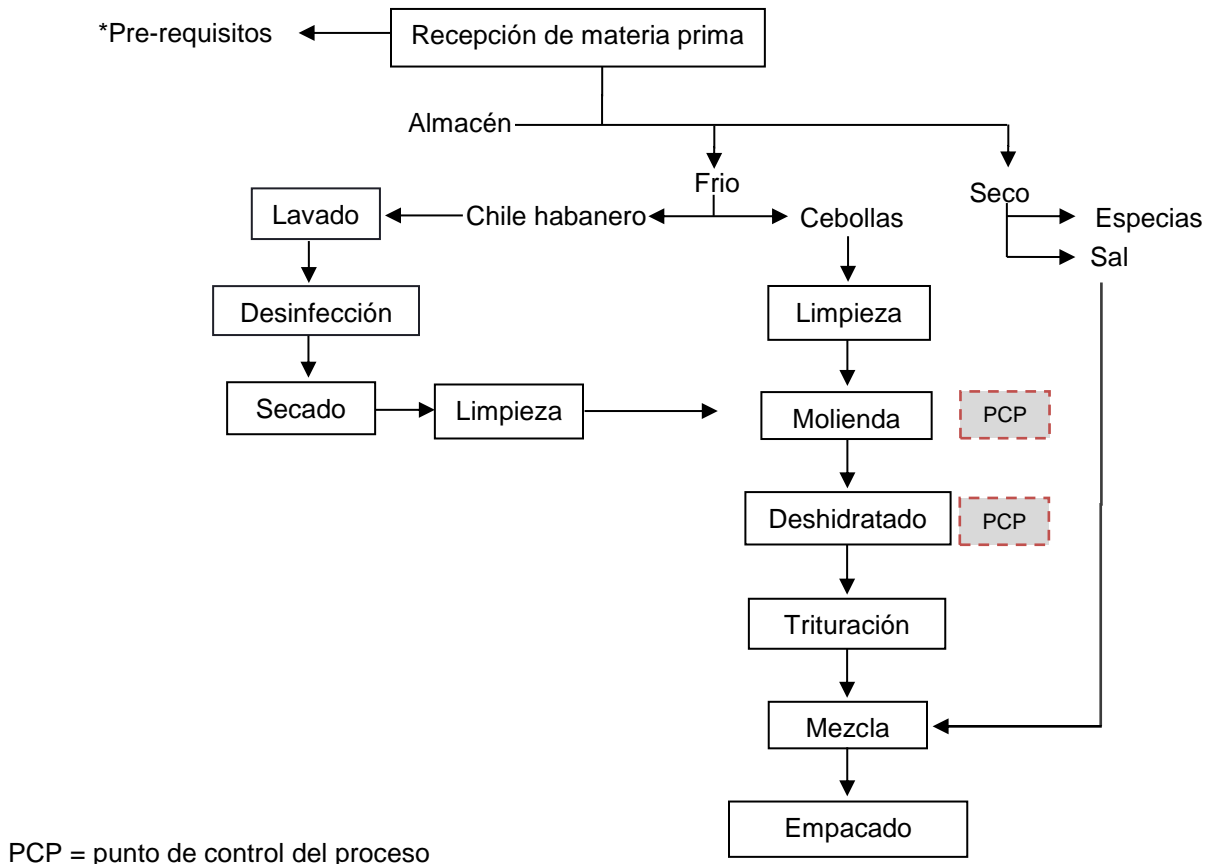 *Pre-requisitos
Recepción de materia prima
Almacén
Frio
Seco
Lavado
Chile habanero
Cebollas
Especias
Sal
Desinfección
Limpieza
Secado
Limpieza
Molienda
PCP
Deshidratado
PCP
Trituración
Mezcla
Empacado
PCP = punto de control del proceso